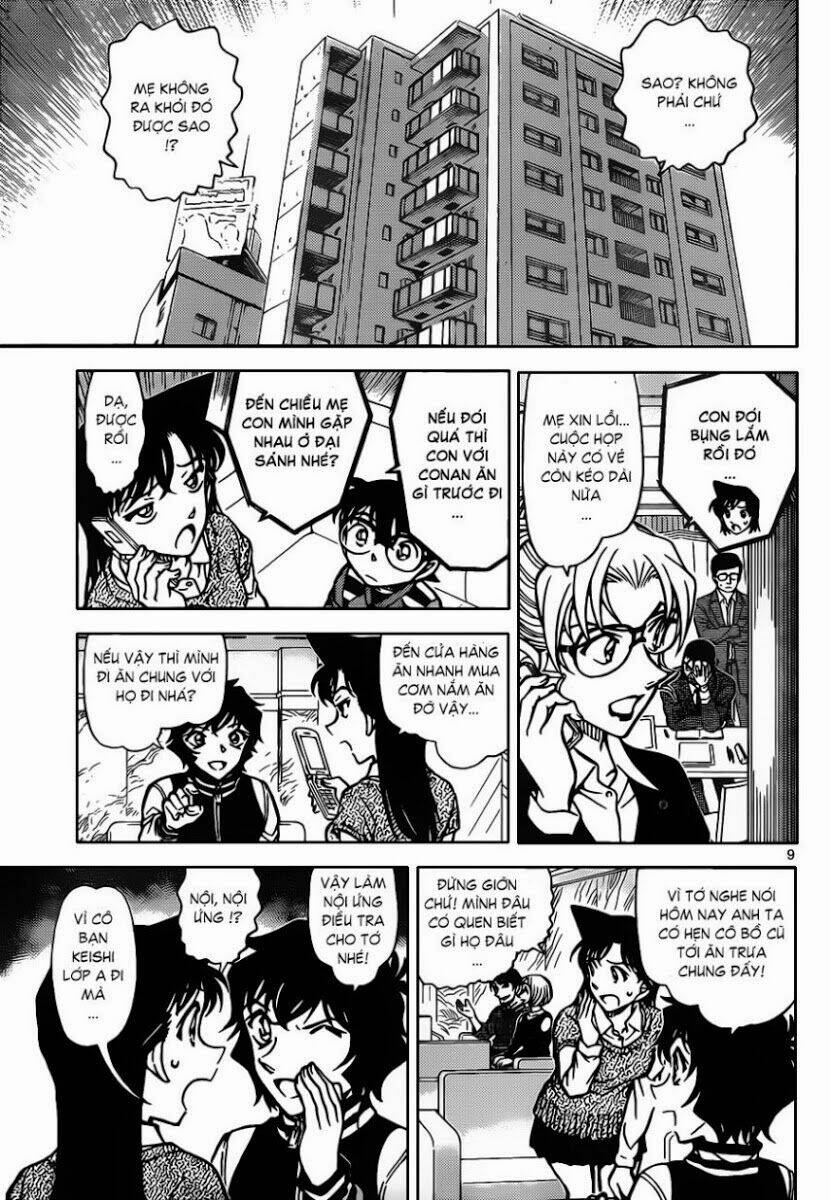 SAO? KHÔNG
PHẢI CHỨ
...
MẸ KHÔNG
RA KHỎI ĐÓ
ĐƯỢC SAO
!?
CON ĐÓI
BỤNG LẮM
RỒI ĐÓ
...
MẸ XIN LỖI...
CUỘC HỌP
NÀY CÓ VẺ
CÒN KÉO DÀI
NỮA
NẾU ĐÓI
QUÁ THÌ
CON VỚI
CONAN ĂN
GÌ TRƯỚC ĐI
...
ĐẾN CHIỀU MẸ
CON MÌNH GẶP
NHAU Ở ĐẠI
SẢNH NHÉ?
DẠ,
ĐƯỢC
RỒI
...
ĐẾN CỬA HÀNG
ĂN NHANH MUA
CƠM NẮM ĂN
ĐỠ VẬY...
NẾU VẬY THÌ MÌNH
ĐI ĂN CHUNG VỚI
HỌ ĐI NHÁ?
9
VÌ TỚ NGHE NÓI
HÔM NAY ANH TA
CÓ HẸN CÔ BỒ CŨ
TỚI ĂN TRƯA
CHUNG ĐẤY!
ĐỪNG GIỠN
CHỨ! MÌNH ĐÂU
CÓ QUEN BIẾT
GÌ HỌ ĐÂU
...
VẬY LÀM
NỘI ỨNG
ĐIỀU TRA
CHO TỚ
NHÉ!
NỘI, NỘI
ỨNG !?
VÌ CÔ
BẠN
KEISHI
LỚP A ĐI
MÀ
...